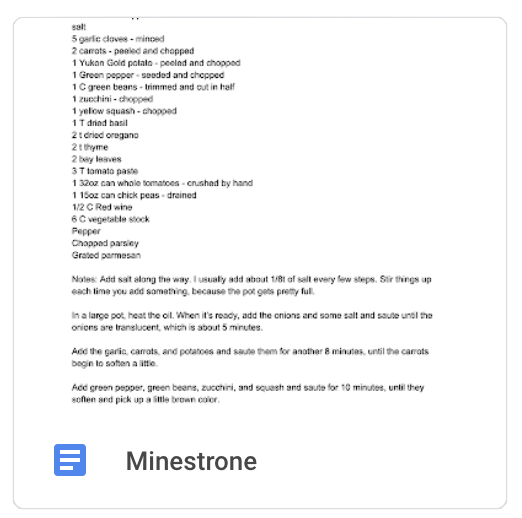 salt
5 garlic cloves - minced
2 carrots - peeled and chopped
1 Yukon Gold potato - peeled and chopped
1 Green pepper - seeded and chopped
1 C green beans - trimmed and cut in half
1 zucchini - chopped
1 yellow squash - chopped
1 T dried basil
2 t dried oregano
2 t thyme
2 bay leaves
3 T tomato paste
1 32oz can whole tomatoes - crushed by hand
1 15oz can chick peas - drained
1/2 C Red wine
6 C vegetable stock
Pepper
Chopped parsley
Grated parmesan
Notes: Add salt along the way. I usually add about 1/8t of salt every few steps. Stir things up
each time you add something, because the pot gets pretty full.
In a large pot, heat the oil. When it's ready, add the onions and some salt and saute until the
onions are translucent, which is about 5 minutes.
Add the garlic, carrots, and potatoes and saute them for another 8 minutes, until the carrots
begin to soften a little.
Add green pepper, green beans, zucchini, and squash and saute for 10 minutes, until they
soften and pick up a little brown color.
Minestrone